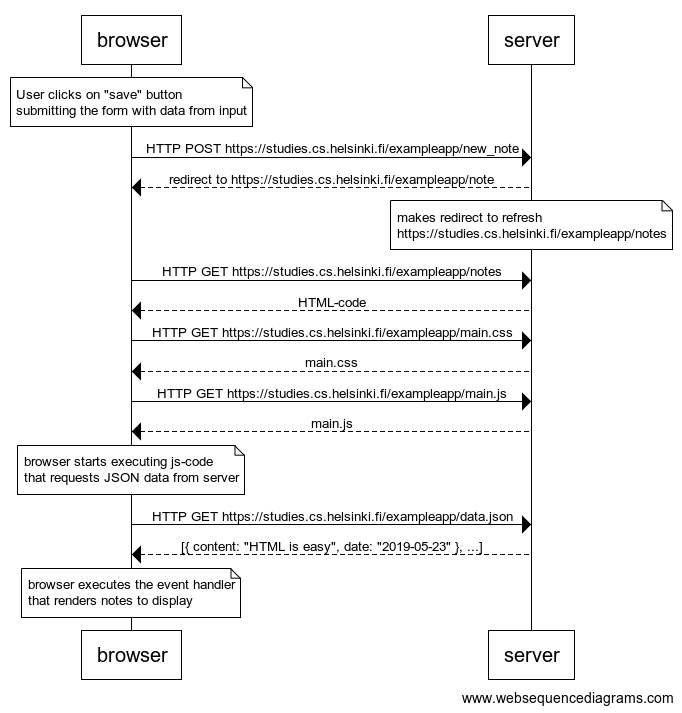 browser
server
User clicks on "save" button
submitting the form with data from input
HTTP POST https://studies.cs.helsinki.fi/exampleapp/new_note
redirect to https://studies.cs.helsinki.fi/exampleapp/note
makes redirect to refresh
https://studies.cs.helsinki.fi/exampleapp/notes
HTTP GET https://studies.cs.helsinki.fi/exampleapp/notes
HTML-code
HTTP GET https://studies.cs.helsinki.fi/exampleapp/main.css
main.css
HTTP GET https://studies.cs.helsinki.fi/exampleapp/main.js
main.js
browser starts executing js-code
that requests JSON data from server
HTTP GET https://studies.cs.helsinki.fi/exampleapp/data.json
[{ content: "HTML is easy", date: "2019-05-23" }, ...]
browser executes the event handler
that renders notes to display
browser
server
www.websequencediagrams.com